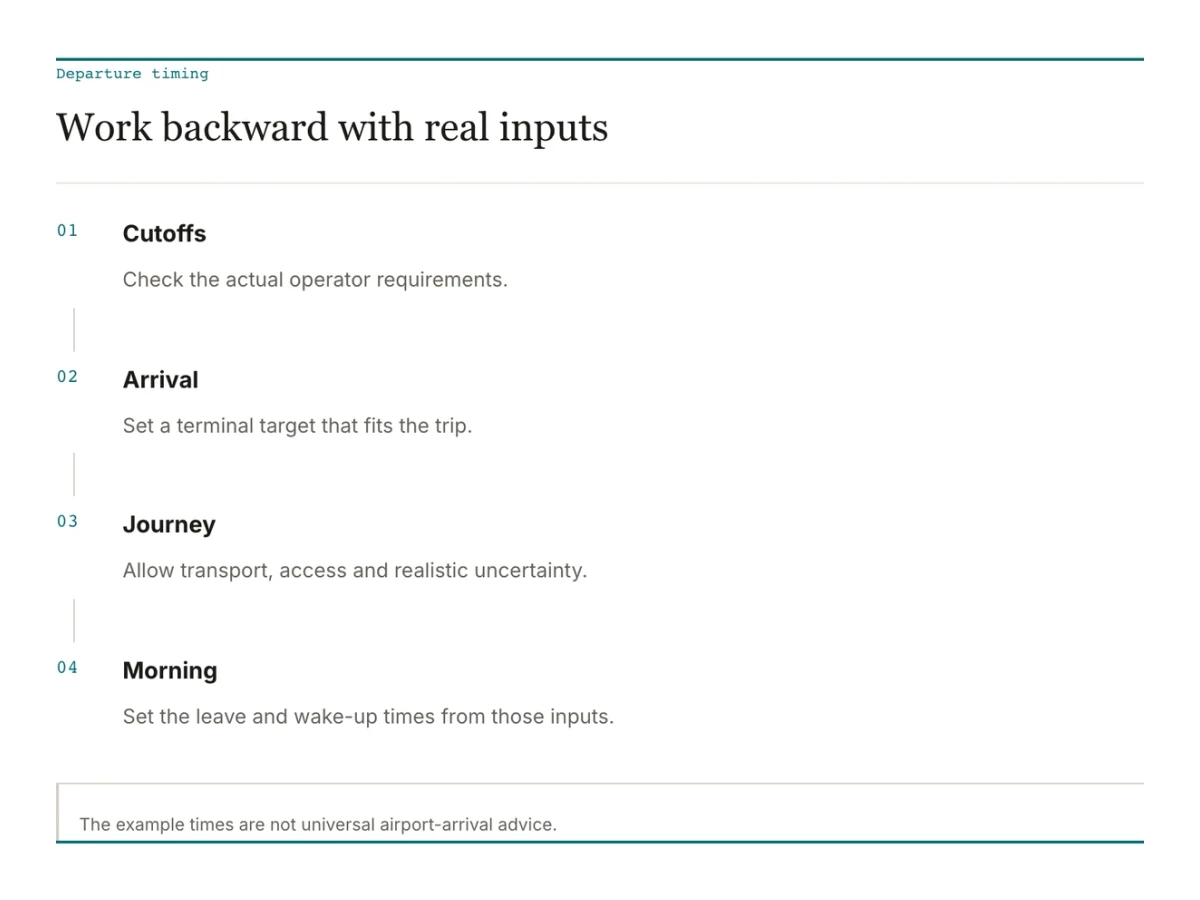 Departure timing
Work backward with real inputs
01
Cutoffs
Check the actual operator requirements.
02
Arrival
Set a terminal target that fits the trip.
03
Journey
Allow transport, access and realistic uncertainty.
04
Morning
Set the leave and wake-up times from those inputs.
The example times are not universal airport-arrival advice.